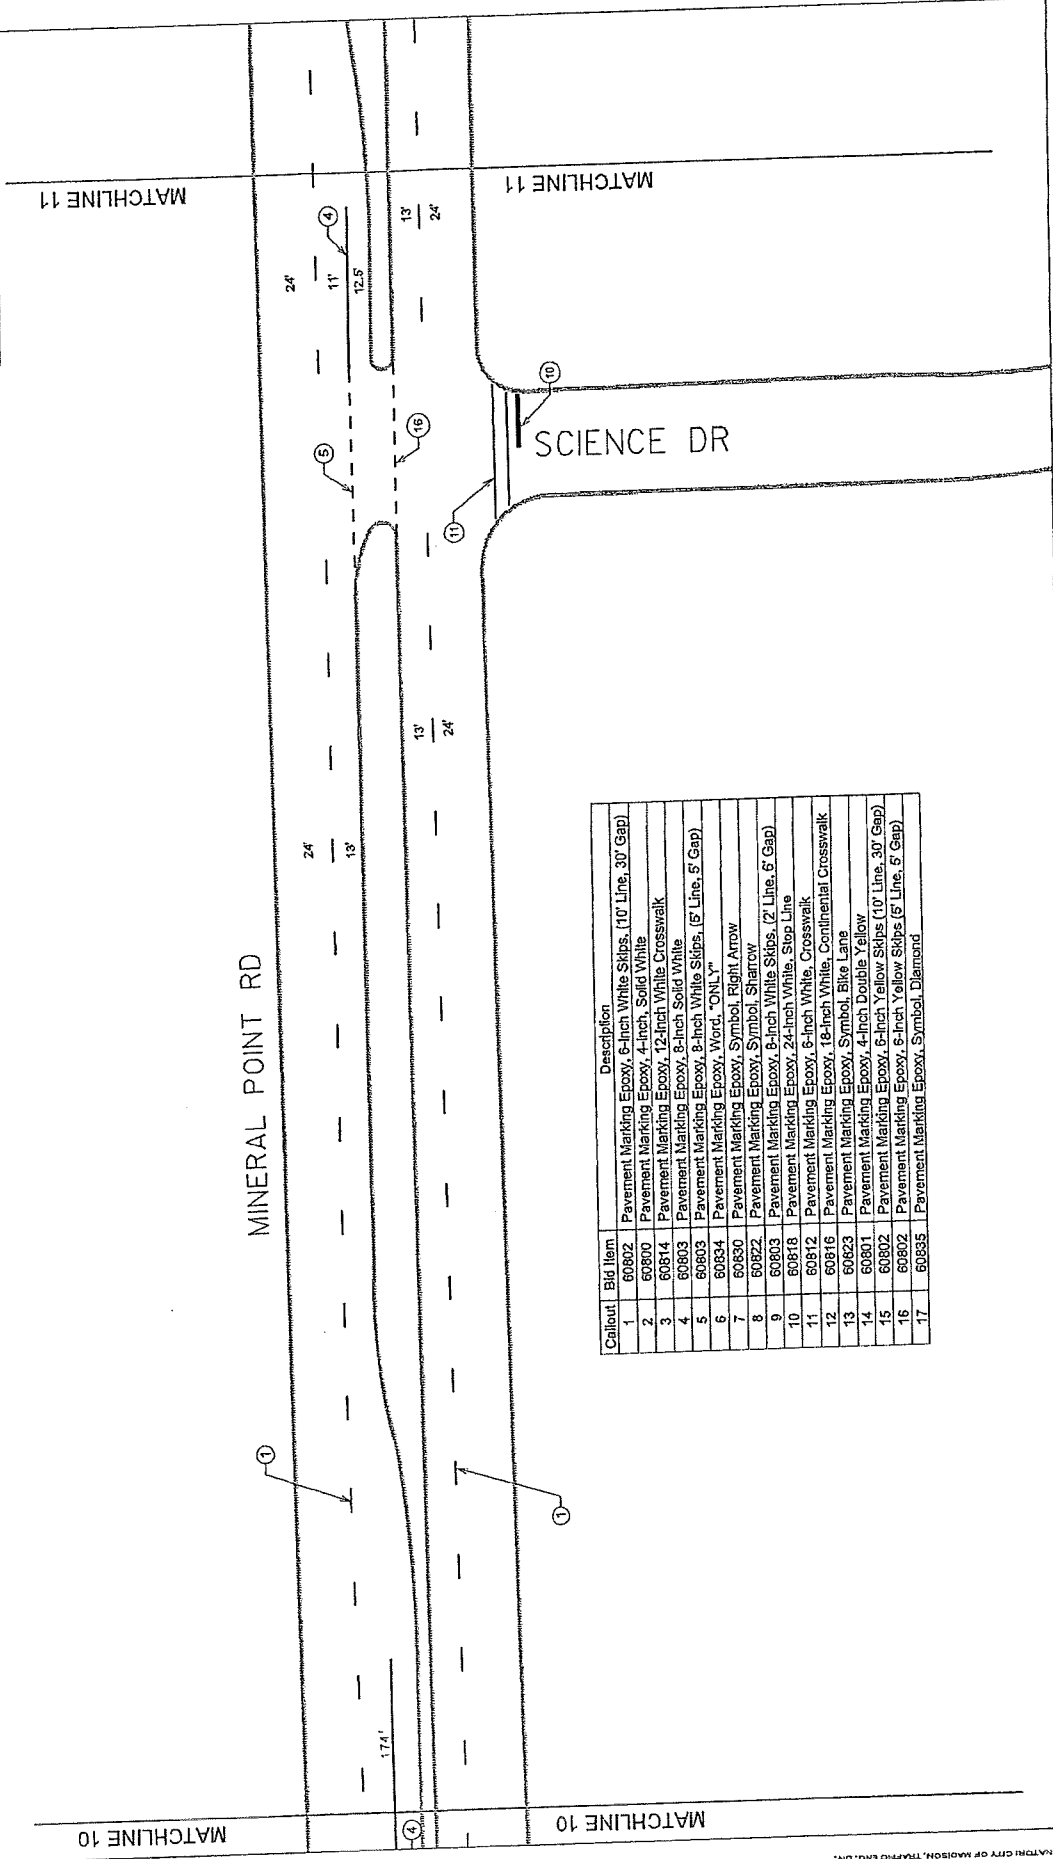 MATCHLINE 11
MATCHLINE 11
4
24'
11'
12.5'
13'
24'
5
16
10
11
SCIENCE DR
24'
13'
13'
24'
MINERAL POINT RD
1
1
174'
4
MATCHLINE 10
MATCHLINE 10
Callout Bid Item Description
1 60802 Pavement Marking Epoxy, 6-Inch White Skips, (10' Line, 30' Gap)
2 60800 Pavement Marking Epoxy, 4-Inch, Solid White
3 60814 Pavement Marking Epoxy, 12-Inch White Crosswalk
4 60803 Pavement Marking Epoxy, 8-Inch Solid White
5 60803 Pavement Marking Epoxy, 8-Inch White Skips, (5' Line, 5' Gap)
6 60834 Pavement Marking Epoxy, Word, "ONLY"
7 60830 Pavement Marking Epoxy, Symbol, Right Arrow
8 60822 Pavement Marking Epoxy, Symbol, Sharrow
9 60803 Pavement Marking Epoxy, 8-Inch White Skips, (2' Line, 6' Gap)
10 60818 Pavement Marking Epoxy, 24-Inch White, Stop Line
11 60812 Pavement Marking Epoxy, 6-Inch White, Crosswalk
12 60816 Pavement Marking Epoxy, 18-Inch White, Continental Crosswalk
13 60823 Pavement Marking Epoxy, Symbol, Bike Lane
14 60801 Pavement Marking Epoxy, 4-Inch Double Yellow
15 60802 Pavement Marking Epoxy, 6-Inch Yellow Skips (10' Line, 30' Gap)
16 60802 Pavement Marking Epoxy, 6-Inch Yellow Skips (5' Line, 5' Gap)
17 60835 Pavement Marking Epoxy, Symbol, Diamond
CITY OF MADISON, TRAFFIC ENG. DIV.